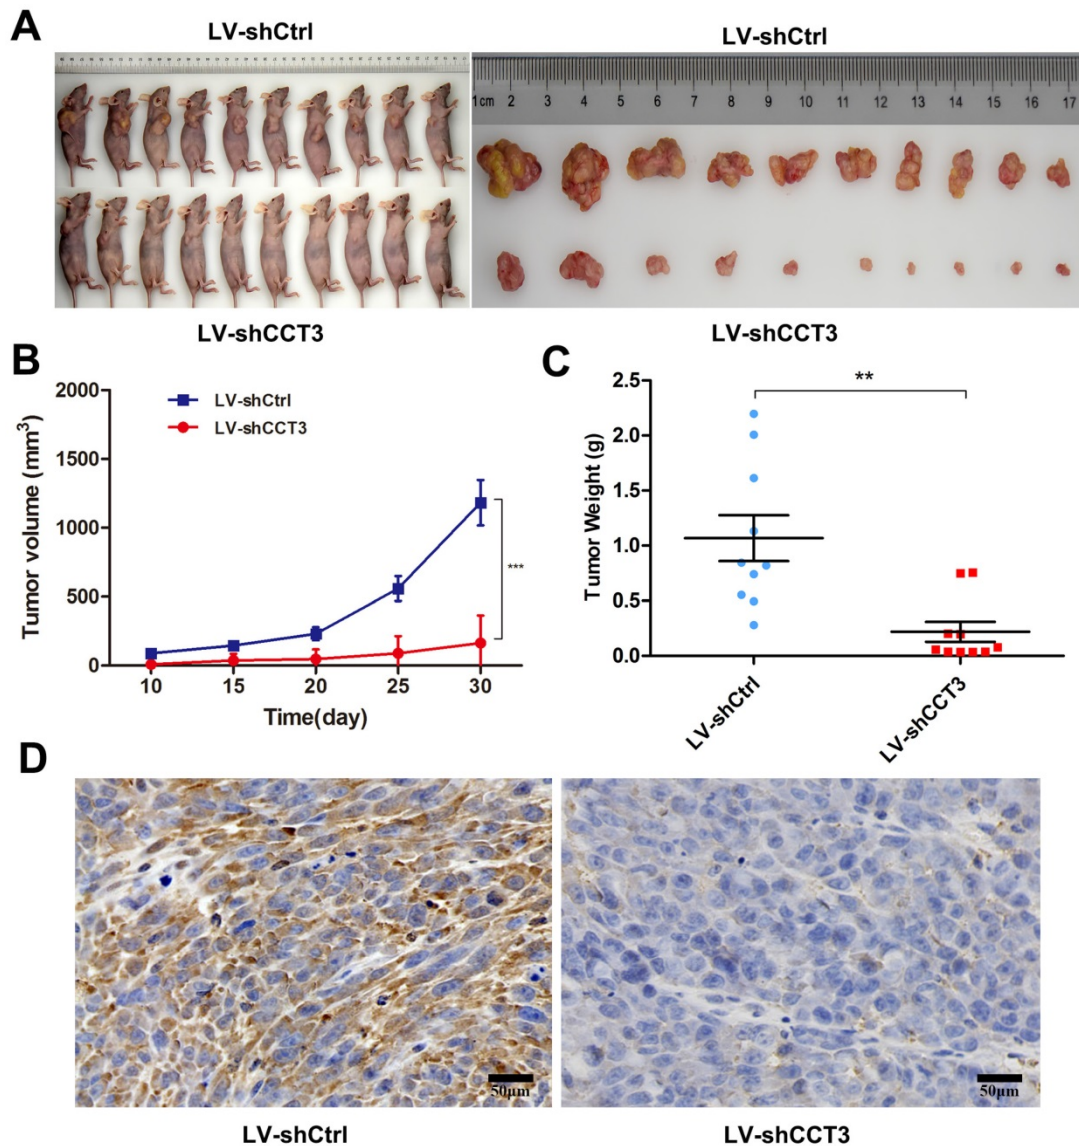 A
LV-shCtrl
LV-shCtrl
1 cm 2 3 4 5 6 7 8 9 10 11 12 13 14 15 16 17
LV-shCCT3
LV-shCCT3
B
2000
1500
1000
500
0
Tumor volume (mm³)
LV-shCtrl
LV-shCCT3
***
10 15 20 25 30
Time(day)
C
2.5
2.0
1.5
1.0
0.5
0.0
Tumor Weight (g)
**
LV-shCtrl
LV-shCCT3
D
50μm
50μm
LV-shCtrl
LV-shCCT3